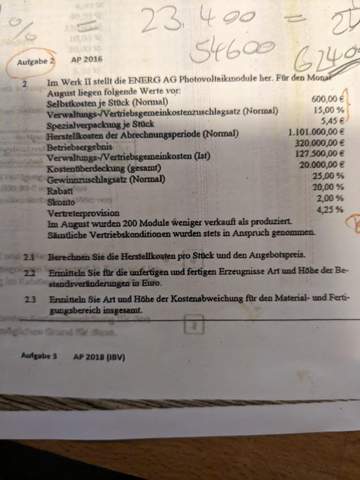 % = 23.400 =
54600 62400
Aufgabe 2 AP 2016
2 Im Werk II stellt die ENERG AG Photovoltaikmodule her. Für den Monat
August liegen folgende Werte vor:
Selbstkosten je Stück (Normal) 600,00 €
Verwaltungs-/Vertriebsgemeinkostenzuschlagsatz (Normal) 15,00 %
Spezialverpackung je Stück 5,45 €
Herstellkosten der Abrechnungsperiode (Normal) 1.101.000,00 €
Betriebsergebnis 320.000,00 €
Verwaltungs-/Vertriebsgemeinkosten (Ist) 127.500,00 €
Kostenüberdeckung (gesamt) 20.000,00 €
Gewinnzuschlagsatz (Normal) 25,00 %
Rabatt 20,00 %
Skonto 2,00 %
Vertreterprovision 4,25 %
Im August wurden 200 Module weniger verkauft als produziert.
Sämtliche Vertriebskonditionen wurden stets in Anspruch genommen.
2.1 Berechnen Sie die Herstellkosten pro Stück und den Angebotspreis.
2.2 Ermitteln Sie für die unfertigen und fertigen Erzeugnisse Art und Höhe der Be-
standsveränderungen in Euro.
2.3 Ermitteln Sie Art und Höhe der Kostenabweichung für den Material- und Ferti-
gungsbereich insgesamt.
2
Aufgabe 3 AP 2018 (IBV)